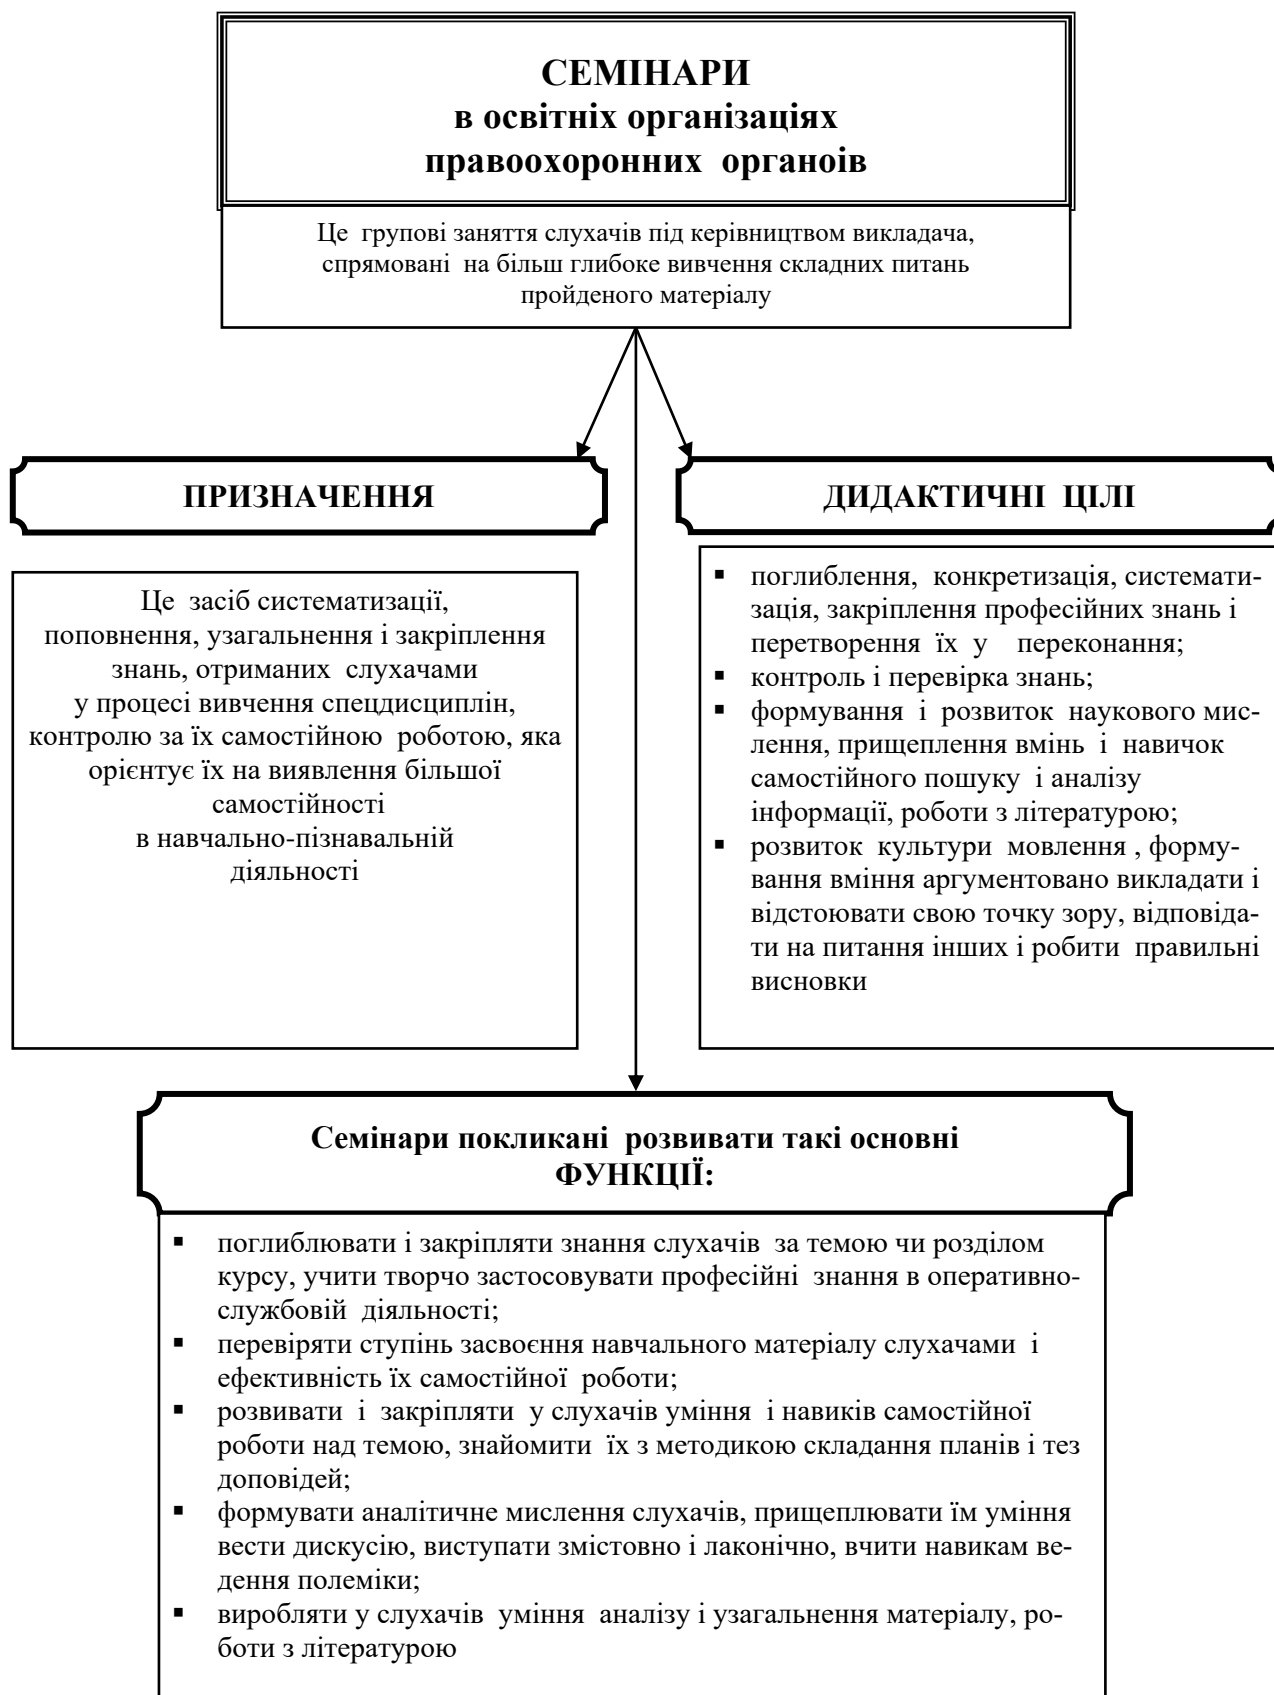 СЕМІНАРИ
в освітніх організаціях
правоохоронних органоів
Це групові заняття слухачів під керівництвом викладача,
спрямовані на більш глибоке вивчення складних питань
пройденого матеріалу
ПРИЗНАЧЕННЯ
Це засіб систематизації,
поповнення, узагальнення і закріплення
знань, отриманих слухачами
у процесі вивчення спецдисциплін,
контролю за їх самостійною роботою, яка
орієнтує їх на виявлення більшої
самостійності
в навчально-пізнавальній
діяльності
ДИДАКТИЧНІ ЦІЛІ
▪ поглиблення, конкретизація, системати-
зація, закріплення професійних знань і
перетворення їх у переконання;
▪ контроль і перевірка знань;
▪ формування і розвиток наукового мис-
лення, прищеплення вмінь і навичок
самостійного пошуку і аналізу
інформації, роботи з літературою;
▪ розвиток культури мовлення , форму-
вання вміння аргументовано викладати і
відстоювати свою точку зору, відповіда-
ти на питання інших і робити правильні
висновки
Семінари покликані розвивати такі основні
ФУНКЦІЇ:
▪ поглиблювати і закріпляти знання слухачів за темою чи розділом
курсу, учити творчо застосовувати професійні знання в оперативно-
службовій діяльності;
▪ перевіряти ступінь засвоєння навчального матеріалу слухачами і
ефективність їх самостійної роботи;
▪ розвивати і закріпляти у слухачів уміння і навиків самостійної
роботи над темою, знайомити їх з методикою складання планів і тез
доповідей;
▪ формувати аналітичне мислення слухачів, прищеплювати їм уміння
вести дискусію, виступати змістовно і лаконічно, вчити навикам ве-
дення полеміки;
▪ виробляти у слухачів уміння аналізу і узагальнення матеріалу, ро-
боти з літературою